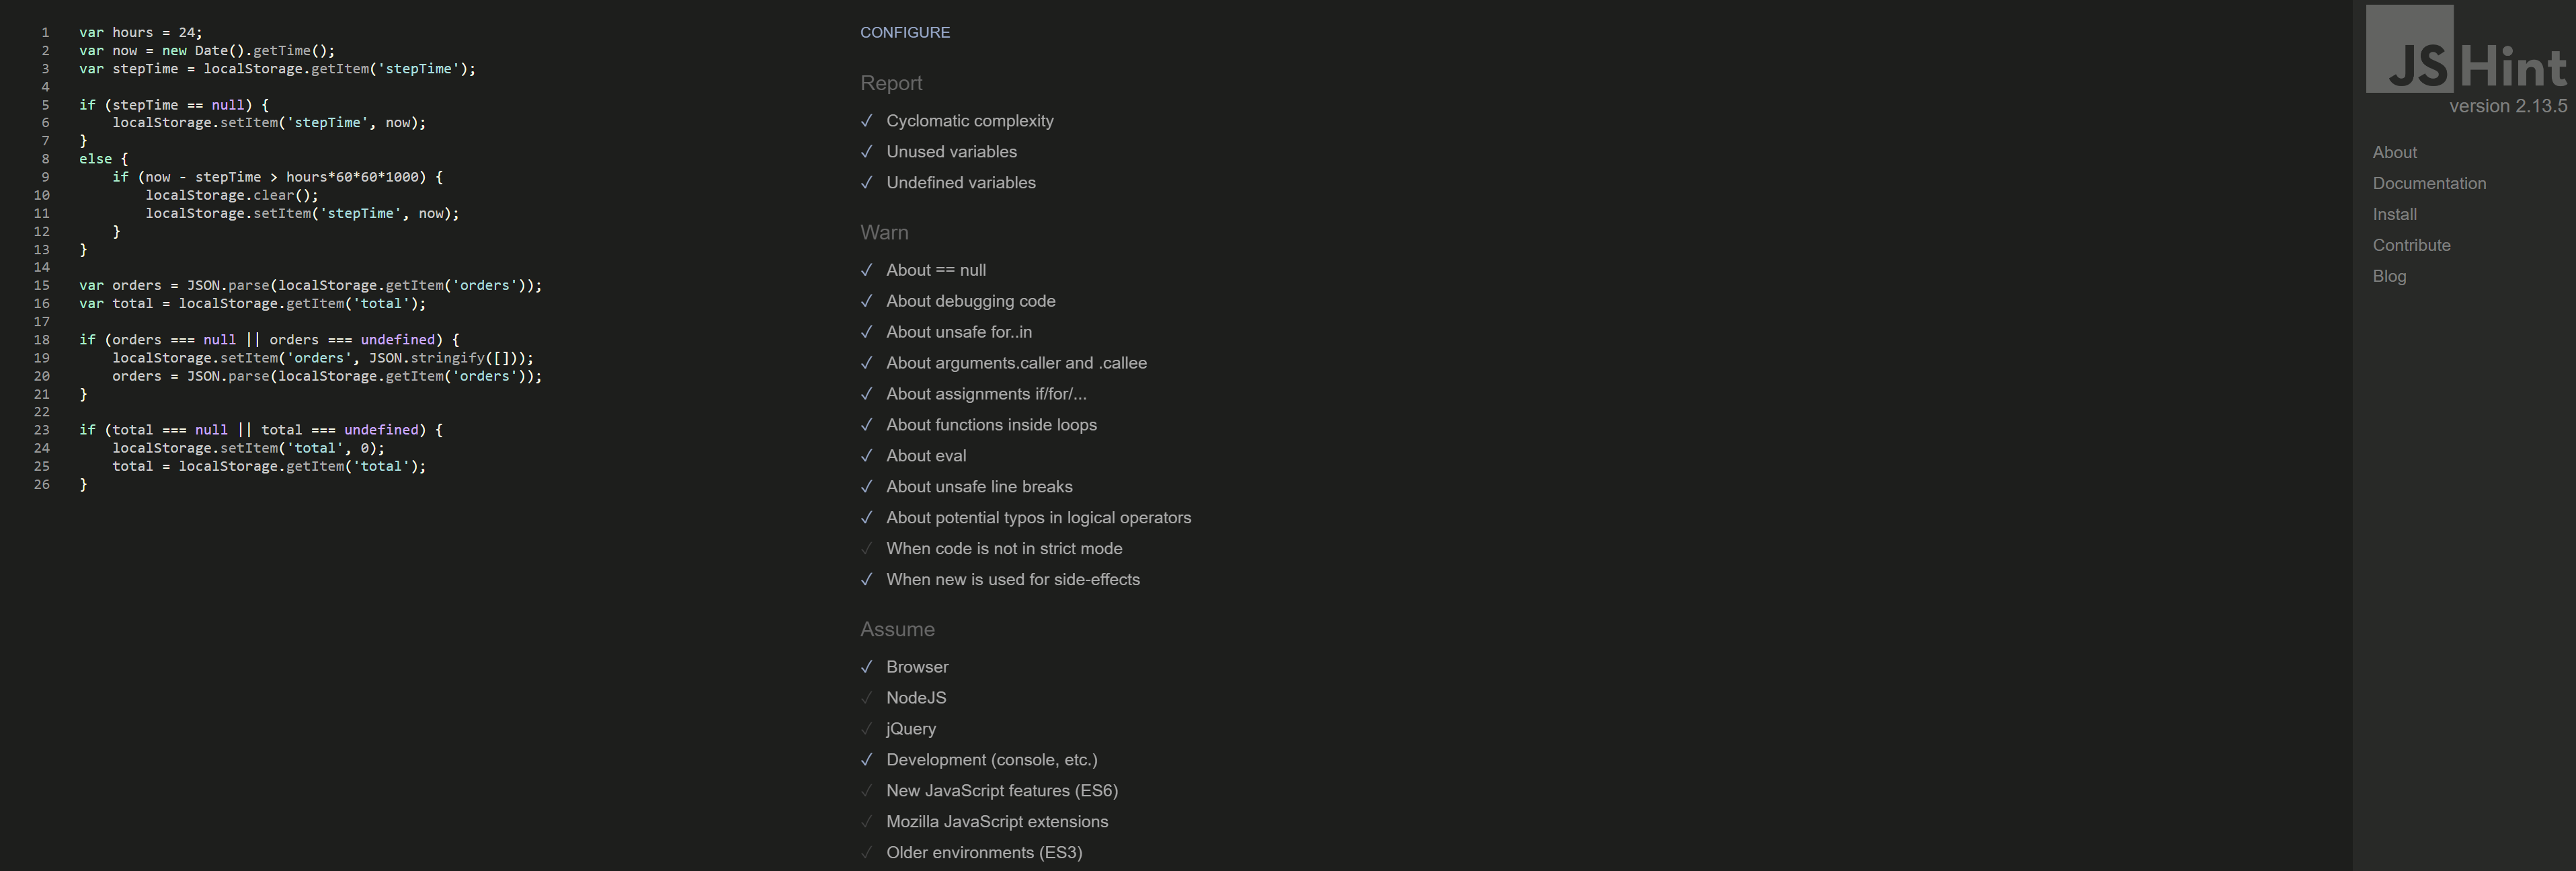 1 var hours = 24;
2 var now = new Date().getTime();
3 var stepTime = localStorage.getItem('stepTime');
4
5 if (stepTime == null) {
6 localStorage.setItem('stepTime', now);
7 }
8 else {
9 if (now - stepTime > hours*60*60*1000) {
10 localStorage.clear();
11 localStorage.setItem('stepTime', now);
12 }
13 }
14
15 var orders = JSON.parse(localStorage.getItem('orders'));
16 var total = localStorage.getItem('total');
17
18 if (orders === null || orders === undefined) {
19 localStorage.setItem('orders', JSON.stringify([]));
20 orders = JSON.parse(localStorage.getItem('orders'));
21 }
22
23 if (total === null || total === undefined) {
24 localStorage.setItem('total', 0);
25 total = localStorage.getItem('total');
26 }
CONFIGURE
Report
✓ Cyclomatic complexity
✓ Unused variables
✓ Undefined variables
Warn
✓ About == null
✓ About debugging code
✓ About unsafe for..in
✓ About arguments.caller and .callee
✓ About assignments if/for/...
✓ About functions inside loops
✓ About eval
✓ About unsafe line breaks
✓ About potential typos in logical operators
✓ When code is not in strict mode
✓ When new is used for side-effects
Assume
✓ Browser
✓ NodeJS
✓ jQuery
✓ Development (console, etc.)
✓ New JavaScript features (ES6)
✓ Mozilla JavaScript extensions
✓ Older environments (ES3)
JSHint
version 2.13.5
About
Documentation
Install
Contribute
Blog